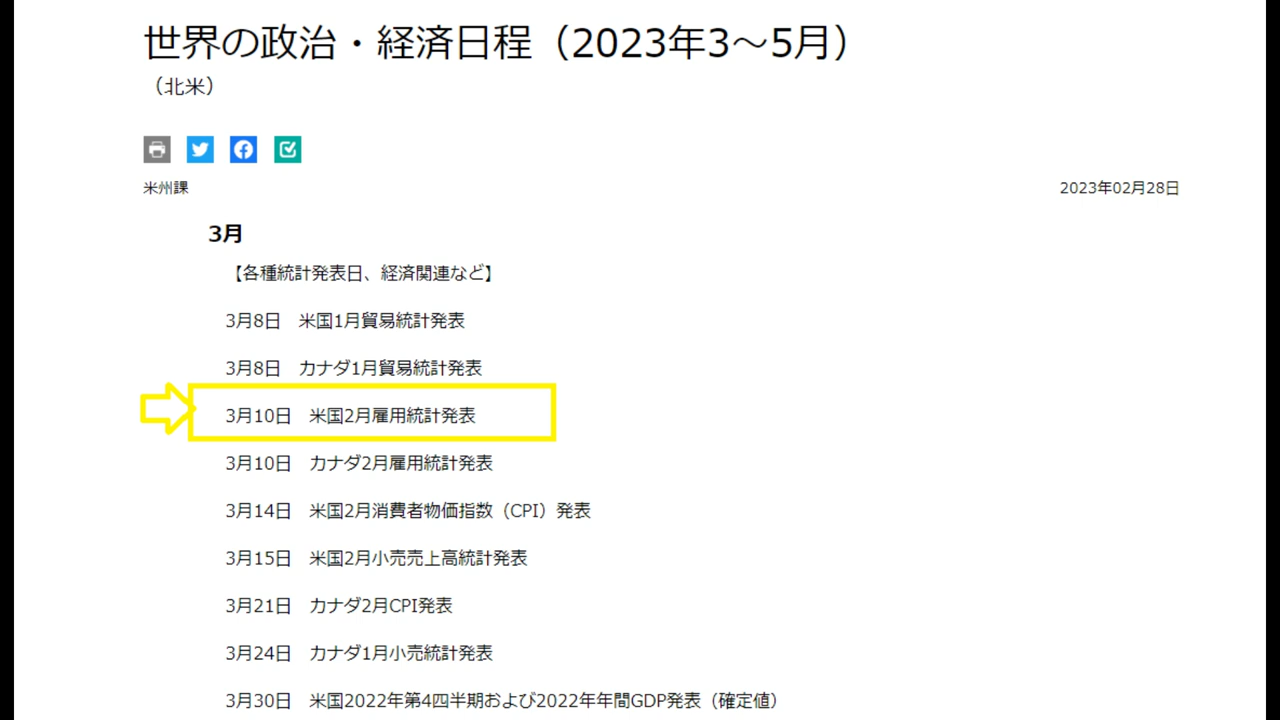 世界の政治・経済日程（2023年3～5月）
（北米）
米州課
2023年02月28日
3月
【各種統計発表日、経済関連など】
3月8日　米国1月貿易統計発表
3月8日　カナダ1月貿易統計発表
3月10日　米国2月雇用統計発表
3月10日　カナダ2月雇用統計発表
3月14日　米国2月消費者物価指数（CPI）発表
3月15日　米国2月小売売上高統計発表
3月21日　カナダ2月CPI発表
3月24日　カナダ1月小売統計発表
3月30日　米国2022年第4四半期および2022年年間GDP発表（確定値）